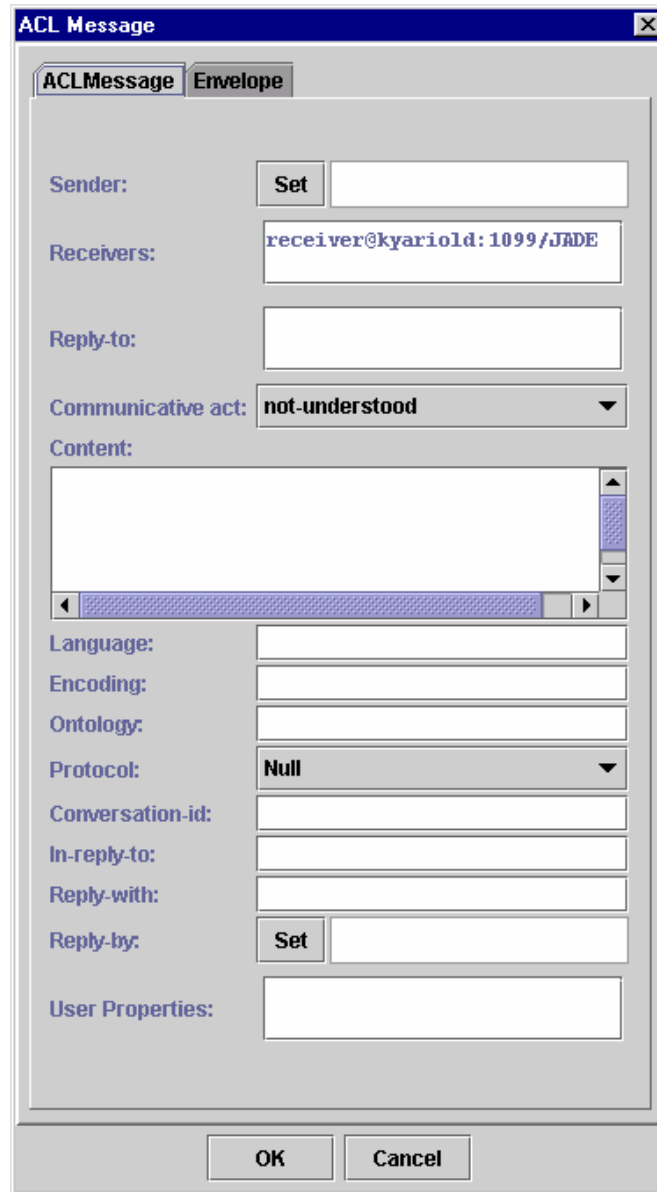 ACL Message
ACLMessage Envelope
Sender: Set
Receivers: receiver@kyariold:1099/JADE
Reply-to:
Communicative act: not-understood
Content:
Language:
Encoding:
Ontology:
Protocol: Null
Conversation-id:
In-reply-to:
Reply-with:
Reply-by: Set
User Properties:
OK Cancel